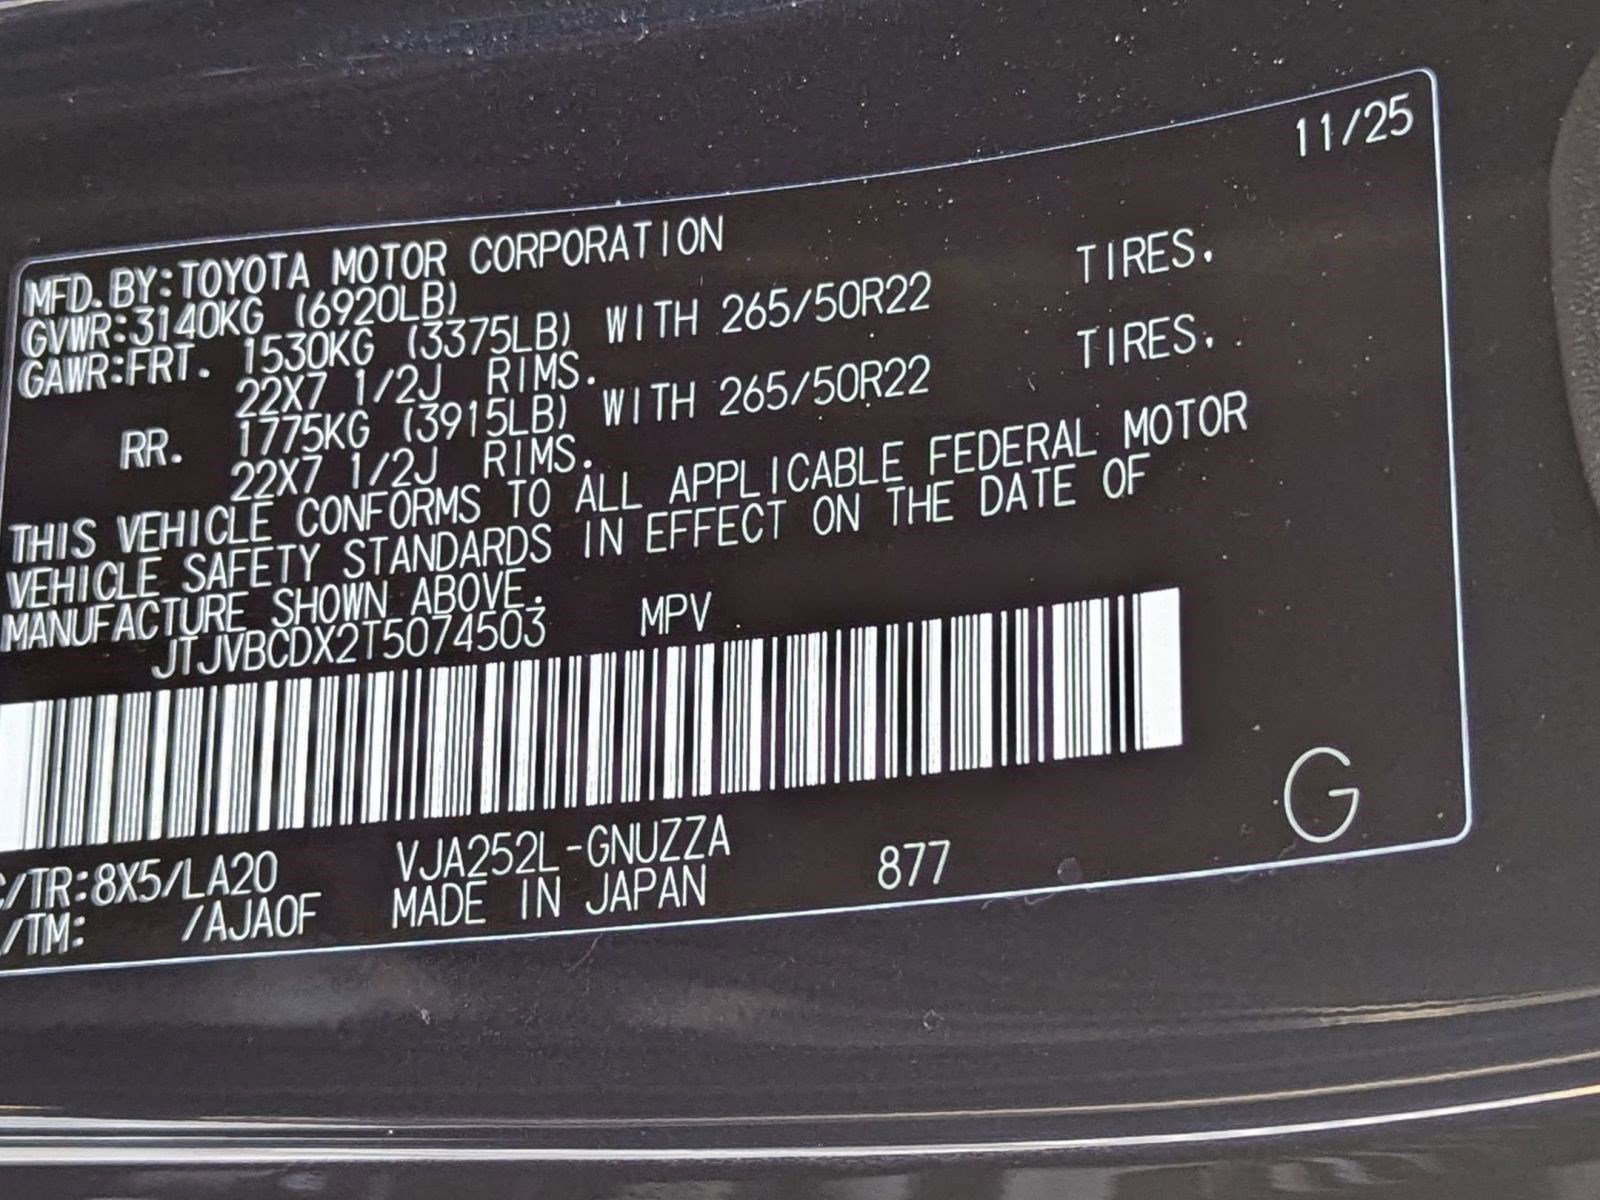 11/25
MFD. BY: TOYOTA MOTOR CORPORATION
GVWR: 3140KG (6920LB)
GAWR: FRT. 1530KG (3375LB) WITH 265/50R22 TIRES.
22X7 1/2J RIMS.
RR. 1775KG (3915LB) WITH 265/50R22 TIRES.
22X7 1/2J RIMS.
THIS VEHICLE CONFORMS TO ALL APPLICABLE FEDERAL MOTOR
VEHICLE SAFETY STANDARDS IN EFFECT ON THE DATE OF
MANUFACTURE SHOWN ABOVE.
JTJVBCDX2T5074503 MPV
/TR:8X5/LA20 VJA252L-GNUZZA 877 G
/TM: /AJA0F MADE IN JAPAN